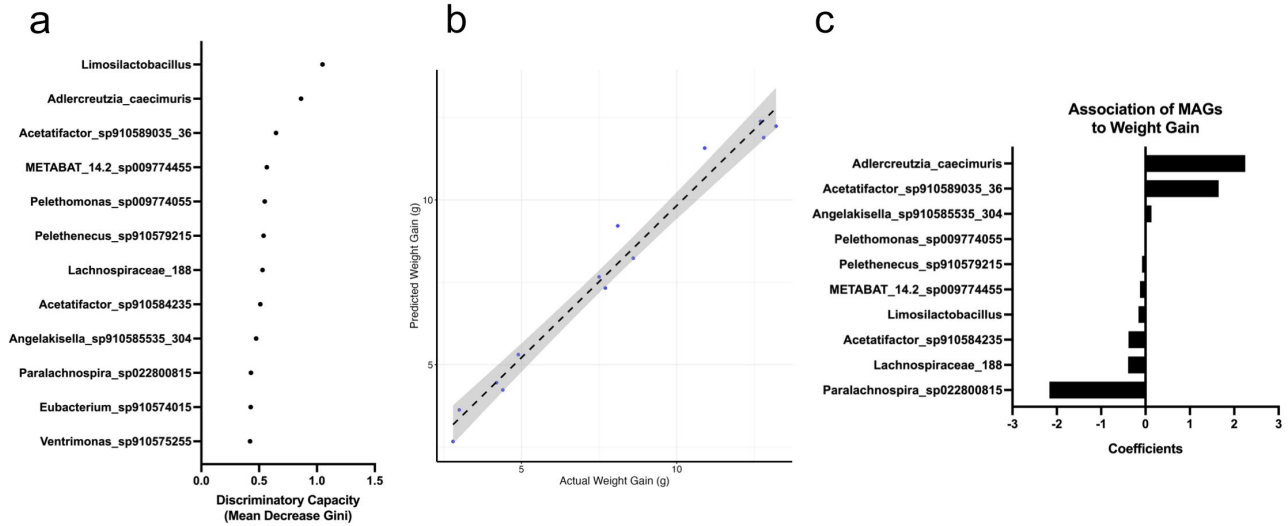 a
Limosilactobacillus
Adlercreutzia_caecimuris
Acetatifactor_sp910589035_36
METABAT_14.2_sp009774455
Pelethomonas_sp009774055
Pelethenecus_sp910579215
Lachnospiraceae_188
Acetatifactor_sp910584235
Angelakisella_sp910585535_304
Paralachnospira_sp022800815
Eubacterium_sp910574015
Ventrimonas_sp910575255
0.0 0.5 1.0 1.5
Discriminatory Capacity
(Mean Decrease Gini)
b
Predicted Weight Gain (g)
10
5
5 10
Actual Weight Gain (g)
c
Association of MAGs
to Weight Gain
Adlercreutzia_caecimuris
Acetatifactor_sp910589035_36
Angelakisella_sp910585535_304
Pelethomonas_sp009774055
Pelethenecus_sp910579215
METABAT_14.2_sp009774455
Limosilactobacillus
Acetatifactor_sp910584235
Lachnospiraceae_188
Paralachnospira_sp022800815
-3 -2 -1 0 1 2 3
Coefficients